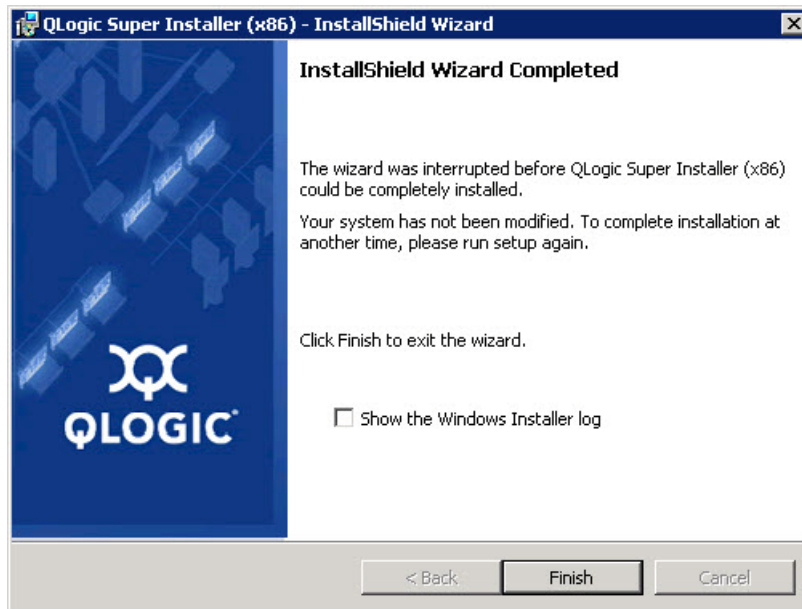 QLogic Super Installer (x86) - InstallShield Wizard
InstallShield Wizard Completed
The wizard was interrupted before QLogic Super Installer (x86)
could be completely installed.
Your system has not been modified. To complete installation at
another time, please run setup again.
Click Finish to exit the wizard.
QLOGIC
Show the Windows Installer log
< Back
Finish
Cancel